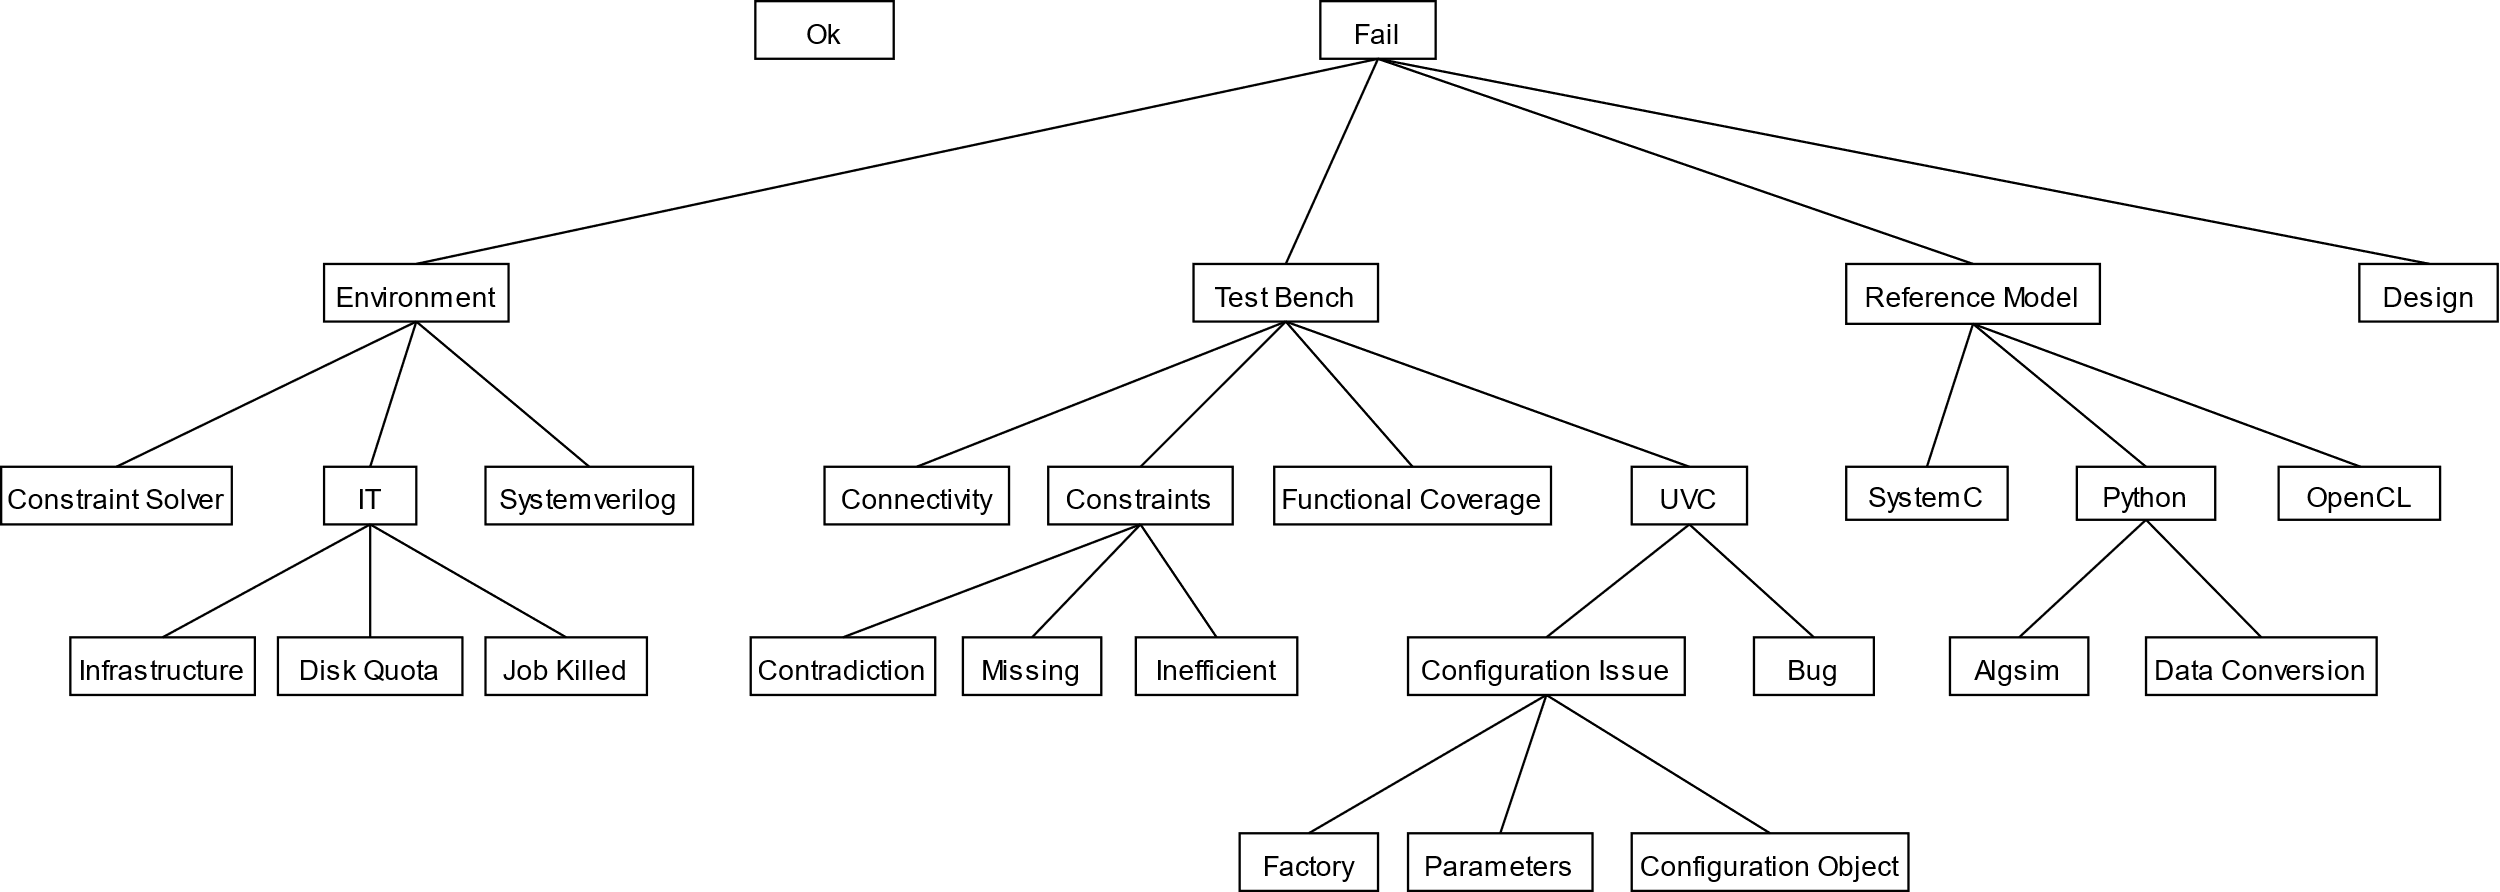 Ok
Fail
Environment
Test Bench
Reference Model
Design
Constraint Solver
IT
Systemverilog
Connectivity
Constraints
Functional Coverage
UVC
SystemC
Python
OpenCL
Infrastructure
Disk Quota
Job Killed
Contradiction
Missing
Inefficient
Configuration Issue
Bug
Algsim
Data Conversion
Factory
Parameters
Configuration Object